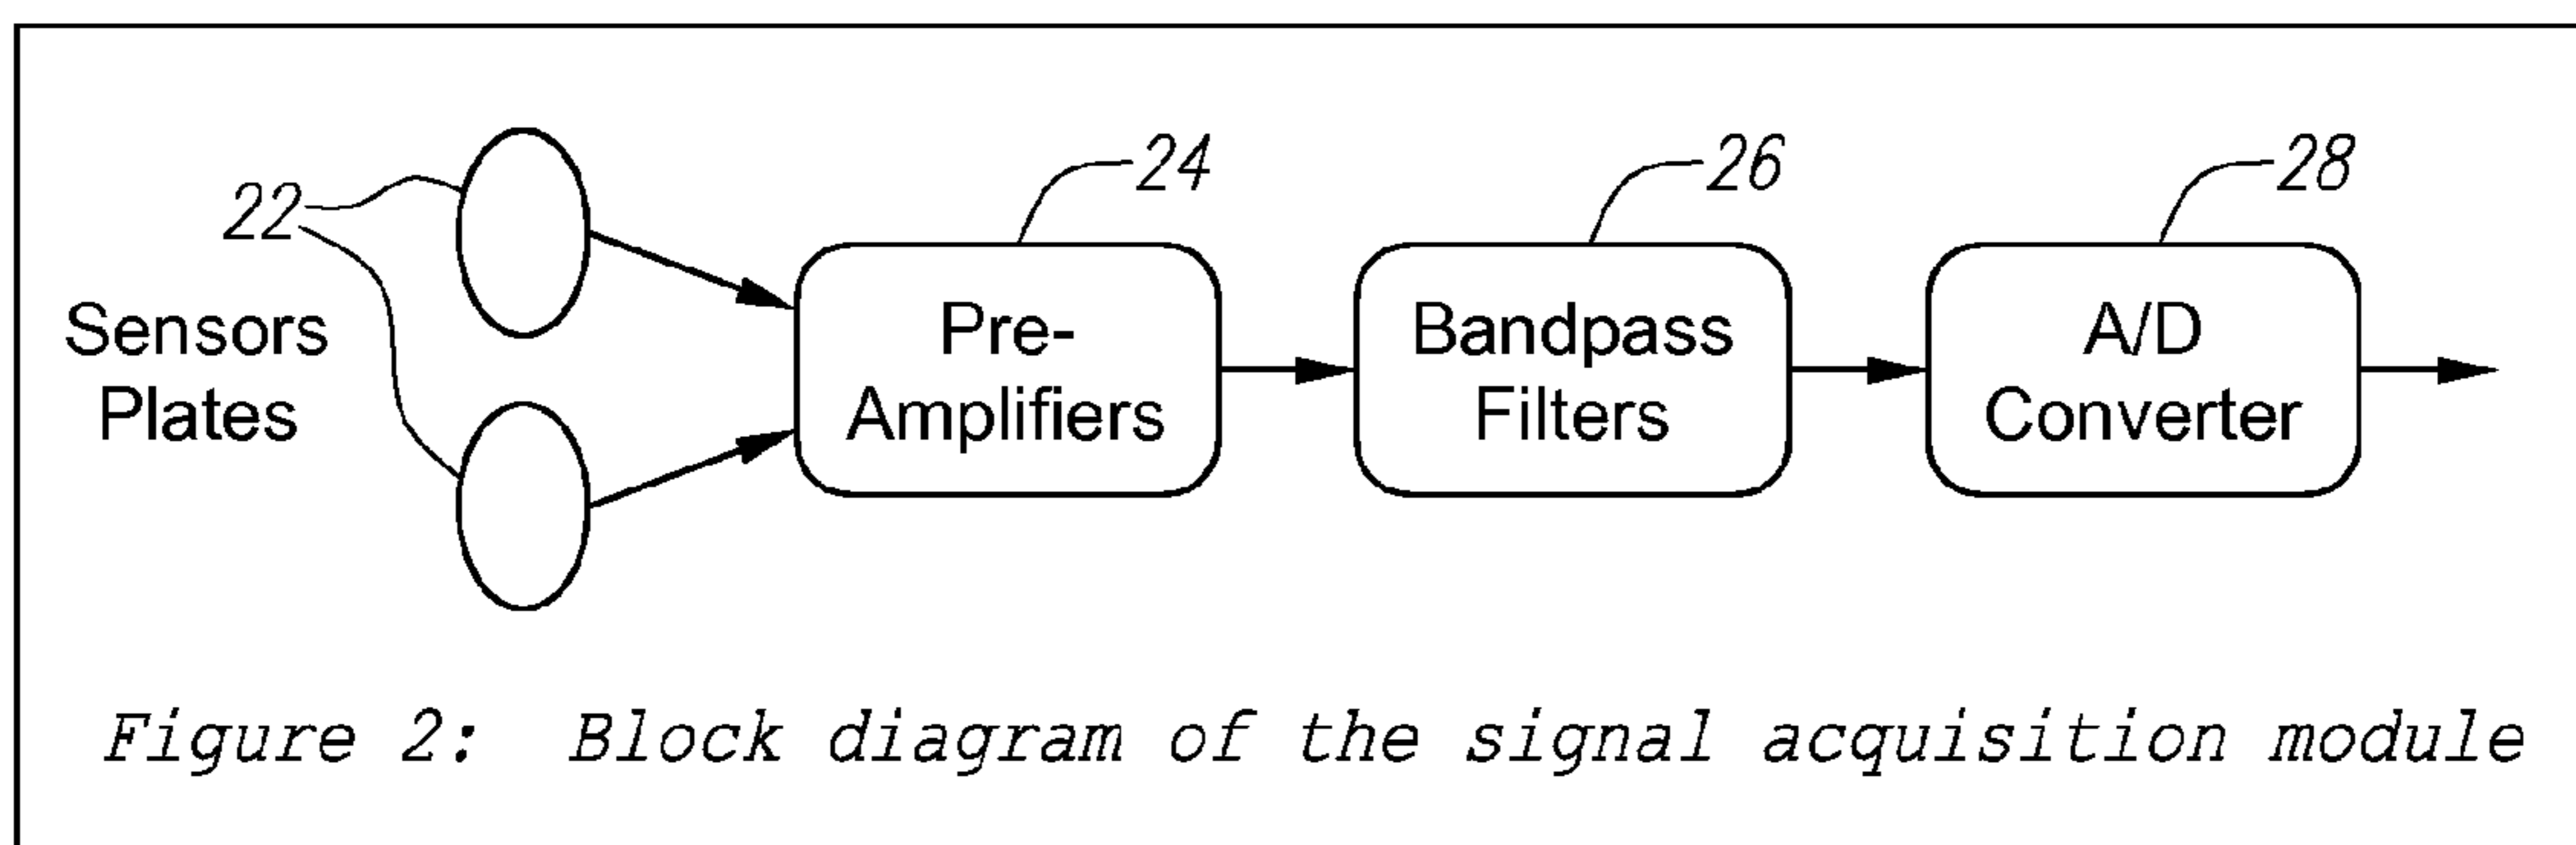 24
26
28
22
Sensors
Plates
Pre-
Amplifiers
Bandpass
Filters
A/D
Converter
Figure 2: Block diagram of the signal acquisition module